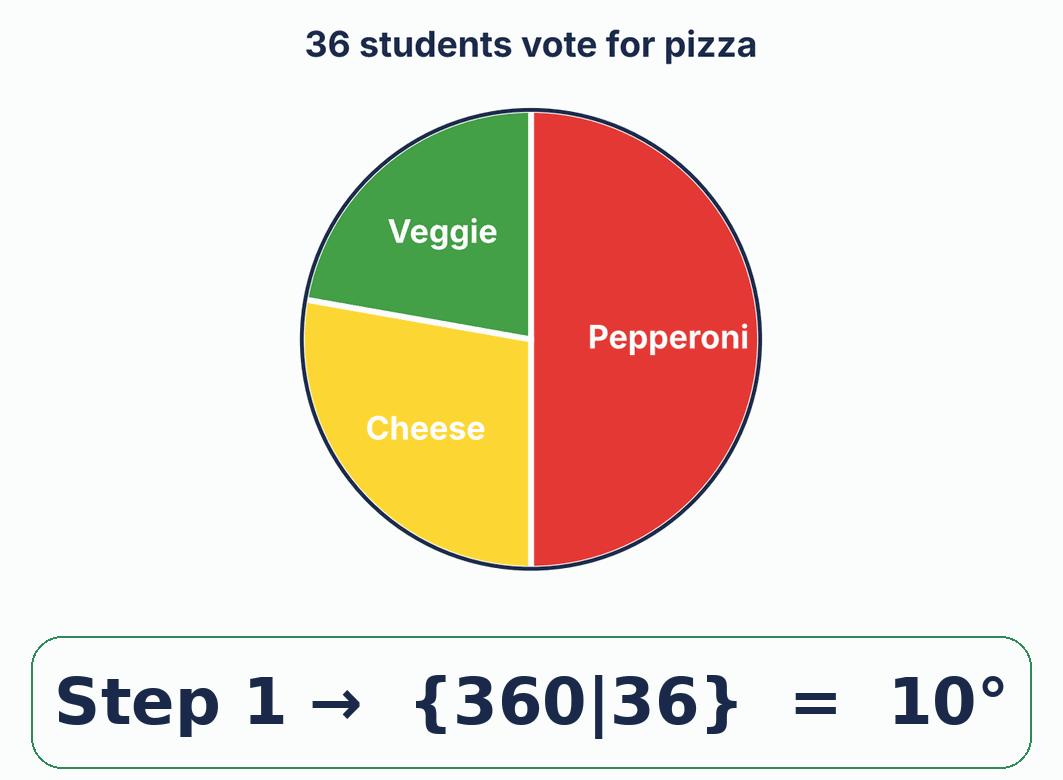 36 students vote for pizza
Veggie
Pepperoni
Cheese
Step 1 → {360|36} = 10°